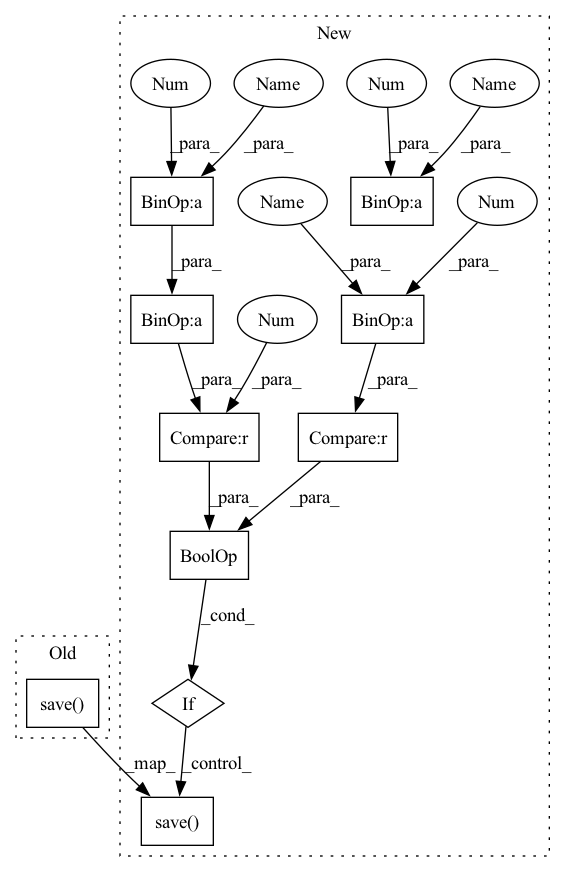 New
Num Name Num Name
_para_ _para_ _para_ _para_
BinOp:a Name BinOp:a Num
_para_ _para_ _para_
BinOp:a Num BinOp:a
_para_ _para_ _para_
Compare:r Compare:r
_para_ _para_
BoolOp
_cond_
Old
save() If
_map_ _control_
save()